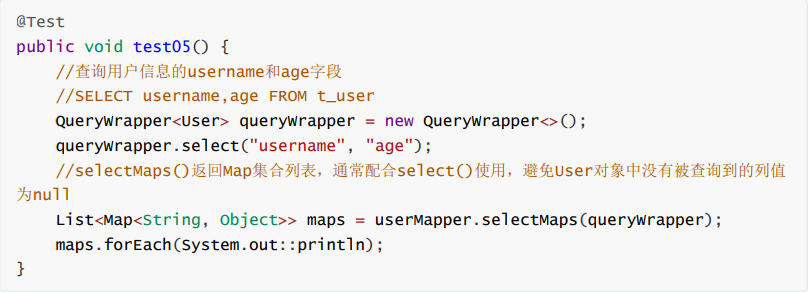 @Test
public void test05() {
    //查询用户信息的username和age字段
    //SELECT username,age FROM t_user
    QueryWrapper<User> queryWrapper = new QueryWrapper<>();
    queryWrapper.select("username", "age");
    //selectMaps()返回Map集合列表，通常配合select()使用，避免User对象中没有被查询到的列值
为null
    List<Map<String, Object>> maps = userMapper.selectMaps(queryWrapper);
    maps.forEach(System.out::println);
}